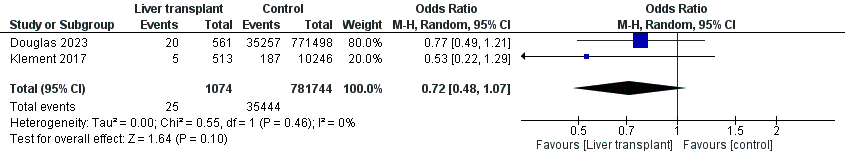 Liver transplant Control Odds Ratio Odds Ratio
Study or Subgroup Events Total Events Total Weight M-H, Random, 95% CI M-H, Random, 95% CI
Douglas 2023 20 561 35257 771498 80.0% 0.77 [0.49, 1.21]
Klement 2017 5 513 187 10246 20.0% 0.53 [0.22, 1.29]
Total (95% CI) 1074 781744 100.0% 0.72 [0.48, 1.07]
Total events 25 35444
Heterogeneity: Tau² = 0.00; Chi² = 0.55, df = 1 (P = 0.46); I² = 0%
Test for overall effect: Z = 1.64 (P = 0.10)
0.5 0.7 1 1.5 2
Favours [Liver transplant] Favours [control]